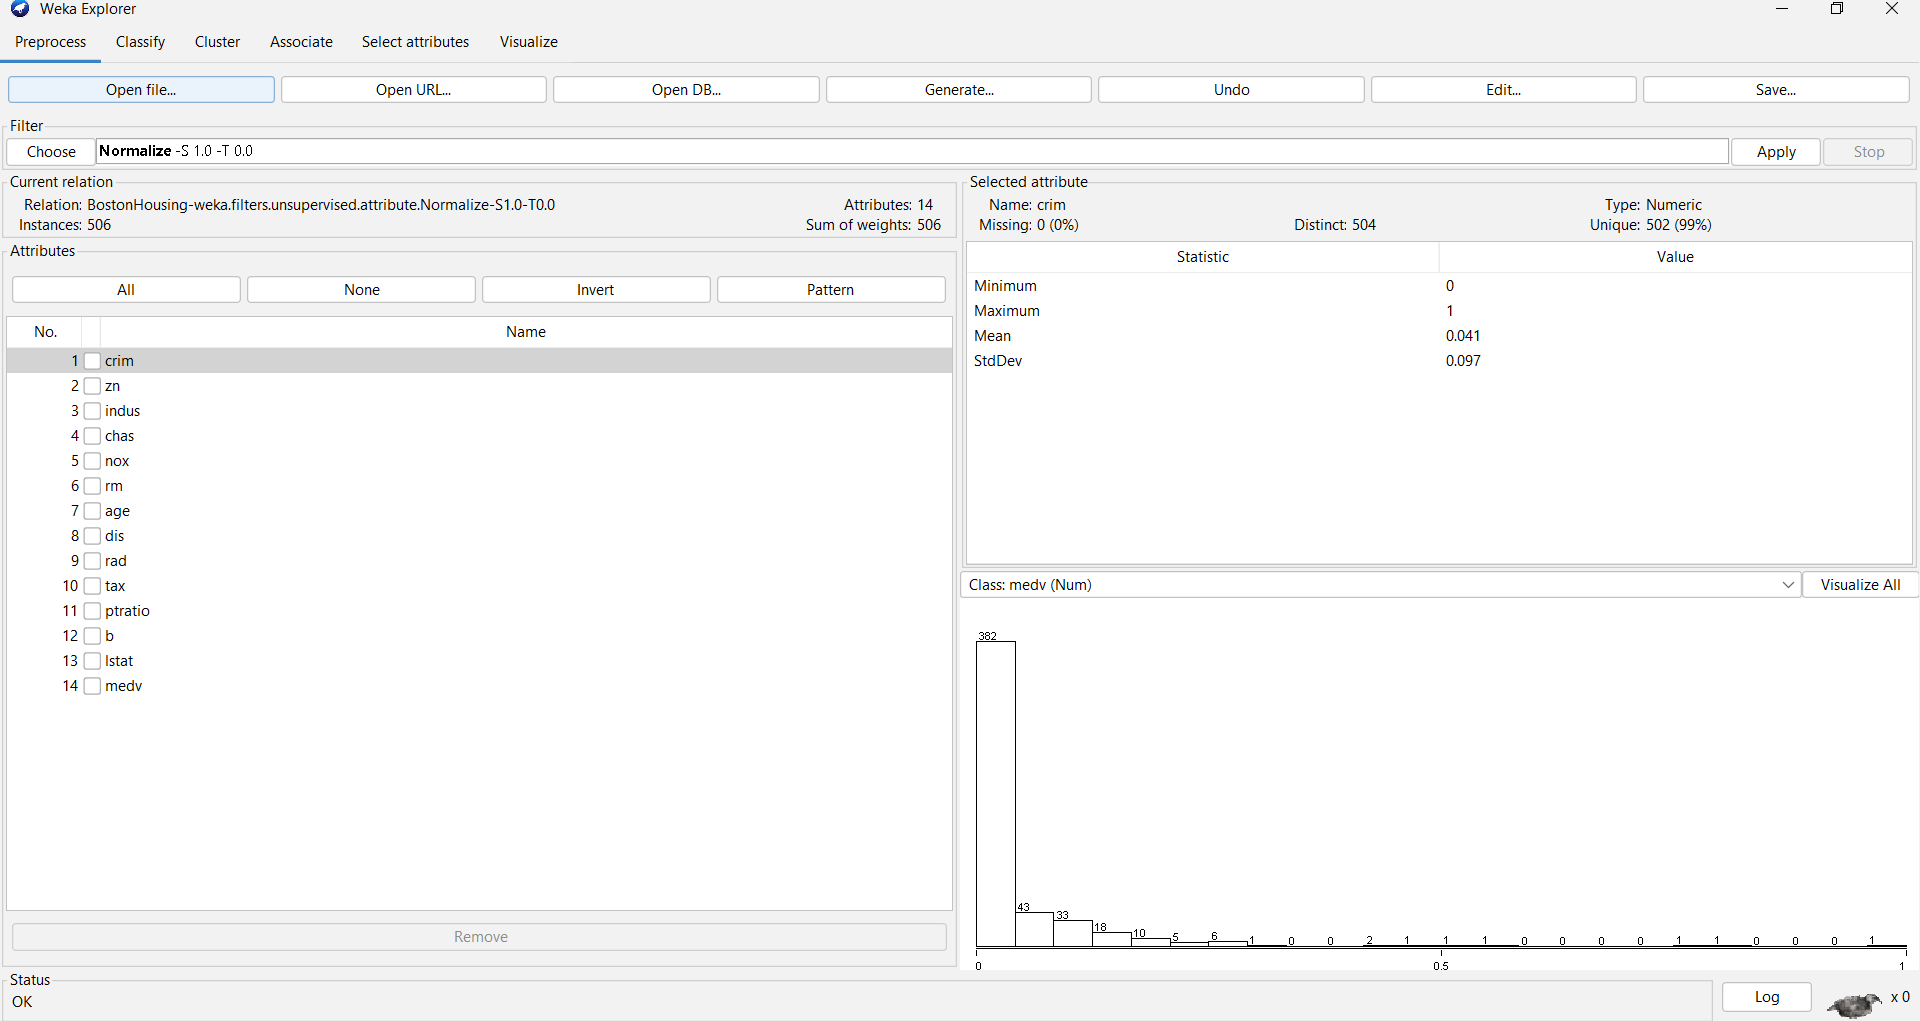 Weka Explorer
Preprocess Classify Cluster Associate Select attributes Visualize
Open file... Open URL... Open DB... Generate... Undo Edit... Save...
Filter
Choose Normalize -S 1.0 -T 0.0 Apply Stop
Current relation
Relation: BostonHousing-weka.filters.unsupervised.attribute.Normalize-S1.0-T0.0 Attributes: 14
Instances: 506 Sum of weights: 506
Attributes
All None Invert Pattern
No. Name
1 crim
2 zn
3 indus
4 chas
5 nox
6 rm
7 age
8 dis
9 rad
10 tax
11 ptratio
12 b
13 lstat
14 medv
Remove
Selected attribute
Name: crim Type: Numeric
Missing: 0 (0%) Distinct: 504 Unique: 502 (99%)
Statistic Value
Minimum 0
Maximum 1
Mean 0.041
StdDev 0.097
Class: medv (Num) Visualize All
382
43 33 18 10 5 6 1 0 0 2 1 1 1 0 0 0 0 1 1 0 0 0 1
0 0.5 1
Status
OK
Log x 0